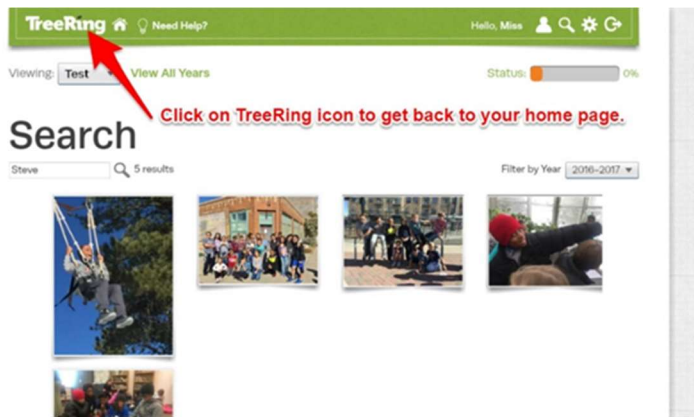 TreeRing Need Help? Hello, Miss
Viewing: Test View All Years Status: 0%
Click on TreeRing icon to get back to your home page.
Search
Steve 5 results Filter by Year 2016-2017